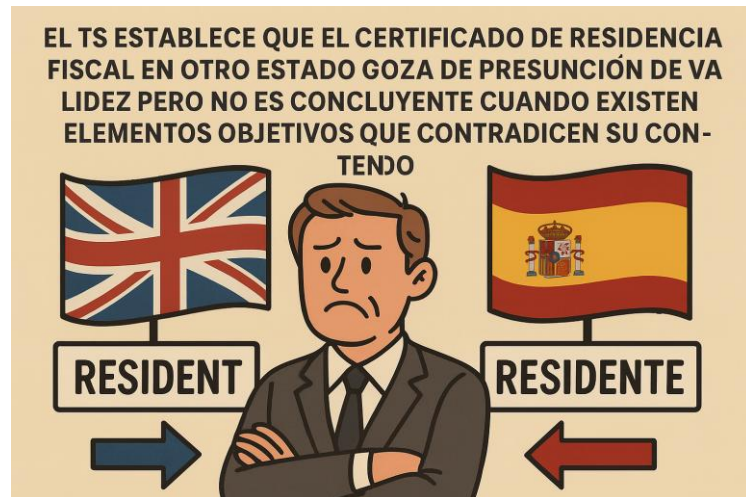 EL TS ESTABLECE QUE EL CERTIFICADO DE RESIDENCIA
FISCAL EN OTRO ESTADO GOZA DE PRESUNCIÓN DE VA
LIDEZ PERO NO ES CONCLUYENTE CUANDO EXISTEN
ELEMENTOS OBJETIVOS QUE CONTRADICEN SU CON-
TENDO
RESIDENT
RESIDENTE